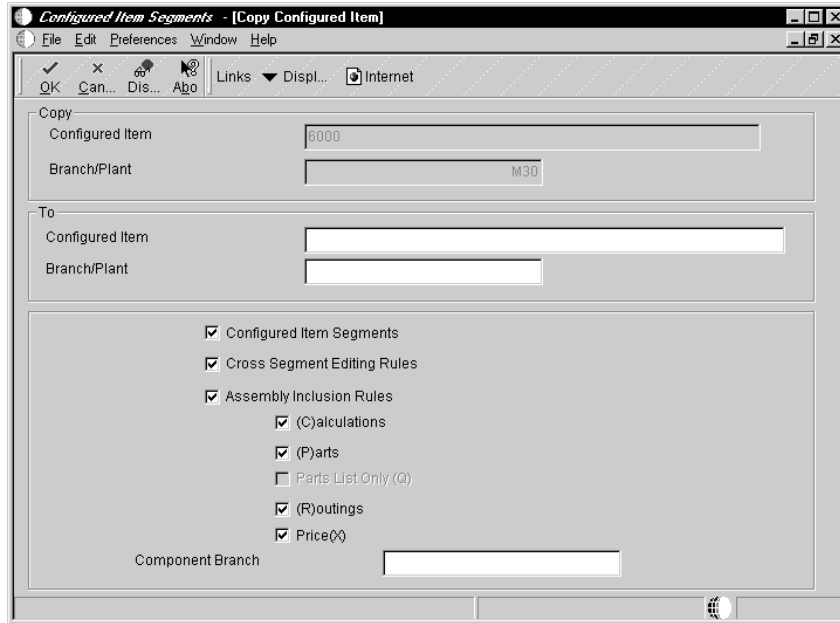 Configured Item Segments - [Copy Configured Item]
File Edit Preferences Window Help
OK Can... Dis... Abo Links Displ... Internet
Copy
Configured Item 6000
Branch/Plant M30
To
Configured Item
Branch/Plant
Configured Item Segments
Cross Segment Editing Rules
Assembly Inclusion Rules
(C)alculations
(P)arts
Parts List Only (Q)
(R)outings
Price(X)
Component Branch